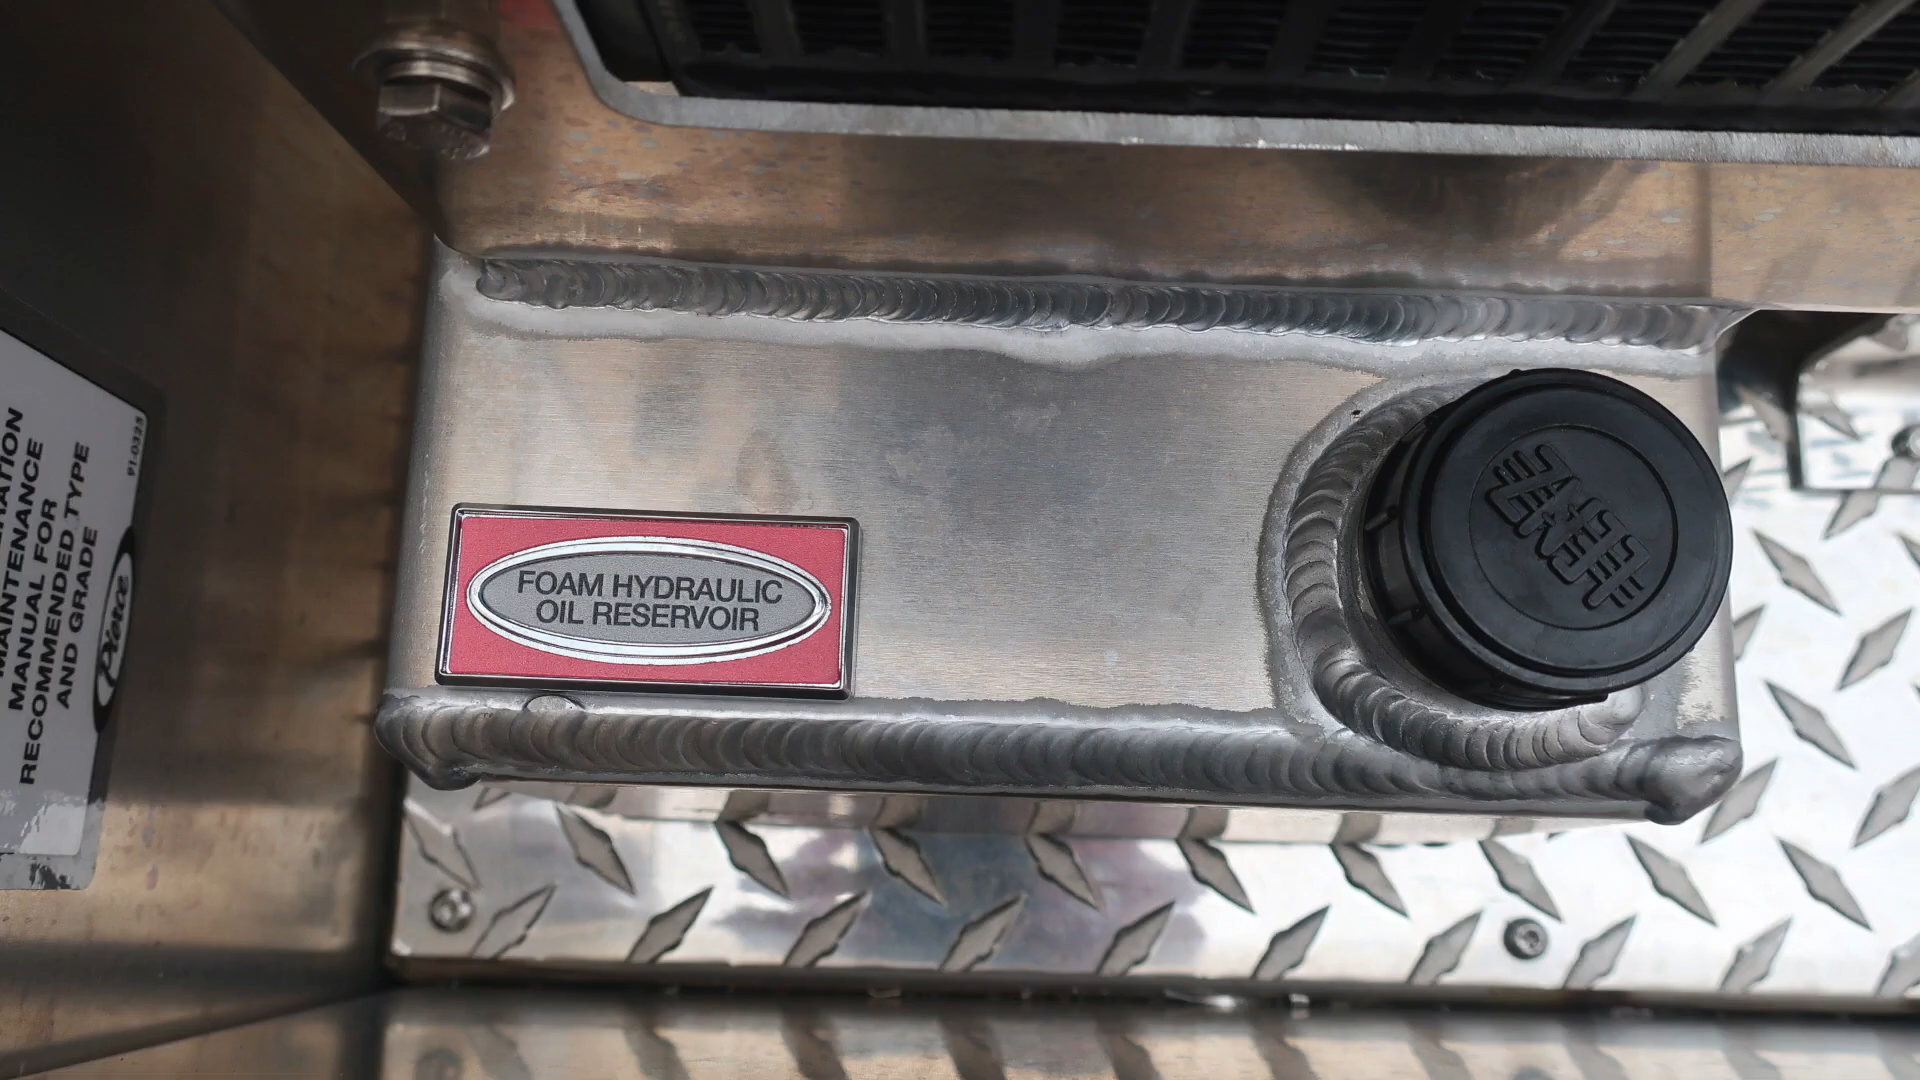 MAINTENANCE
MANUAL FOR
RECOMMENDED TYPE
AND GRADE
Pierce
FOAM HYDRAULIC
OIL RESERVOIR